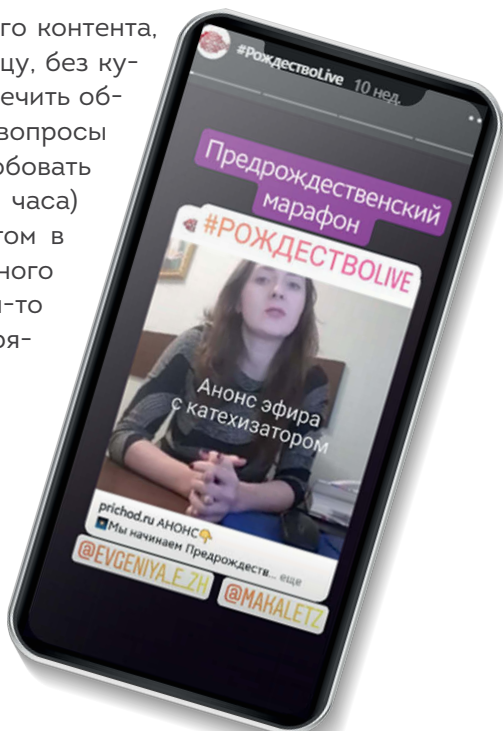 го контента,
цу, без ку-
ечить об-
вопросы
обовать
часа)
том в
ного
и-то
ря-
#РождествоLive 10 нед.
Предрождественский
марафон
#РОЖДЕСТВОLIVE
Анонс эфира
с катехизатором
prichod.ru АНОНС👇
Мы начинаем Предрождеств... еще
@EVGENIYA_E_ZH @MAKALETZ